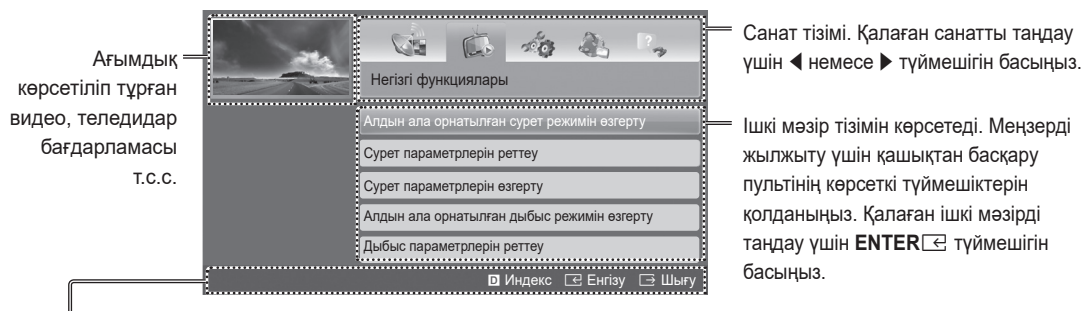 Ағымдық
көрсетіліп тұрған
видео, теледидар
бағдарламасы
т.с.с.
Негізгі функциялары
Алдын ала орнатылған сурет режимін өзгерту
Сурет параметрлерін реттеу
Сурет параметрлерін өзгерту
Алдын ала орнатылған дыбыс режимін өзгерту
Дыбыс параметрлерін реттеу
D Индекс Енгізу Шығу
Санат тізімі. Қалаған санатты таңдау
үшін ◀ немесе ▶ түймешігін басыңыз.
Ішкі мәзір тізімін көрсетеді. Меңзерді
жылжыту үшін қашықтан басқару
пультінің көрсеткі түймешіктерін
қолданыңыз. Қалаған ішкі мәзірді
таңдау үшін ENTER түймешігін
басыңыз.